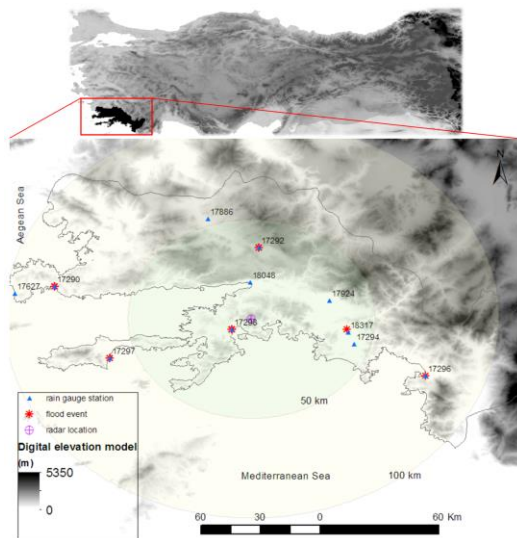 N
Aegean Sea
17886
17292
18048
17290
17627
17924
18317
17294
17298
17297
17296
50 km
100 km
Mediterranean Sea
rain gauge station
flood event
radar location
Digital elevation model
(m)
5350
0
60 30 0 60 Km